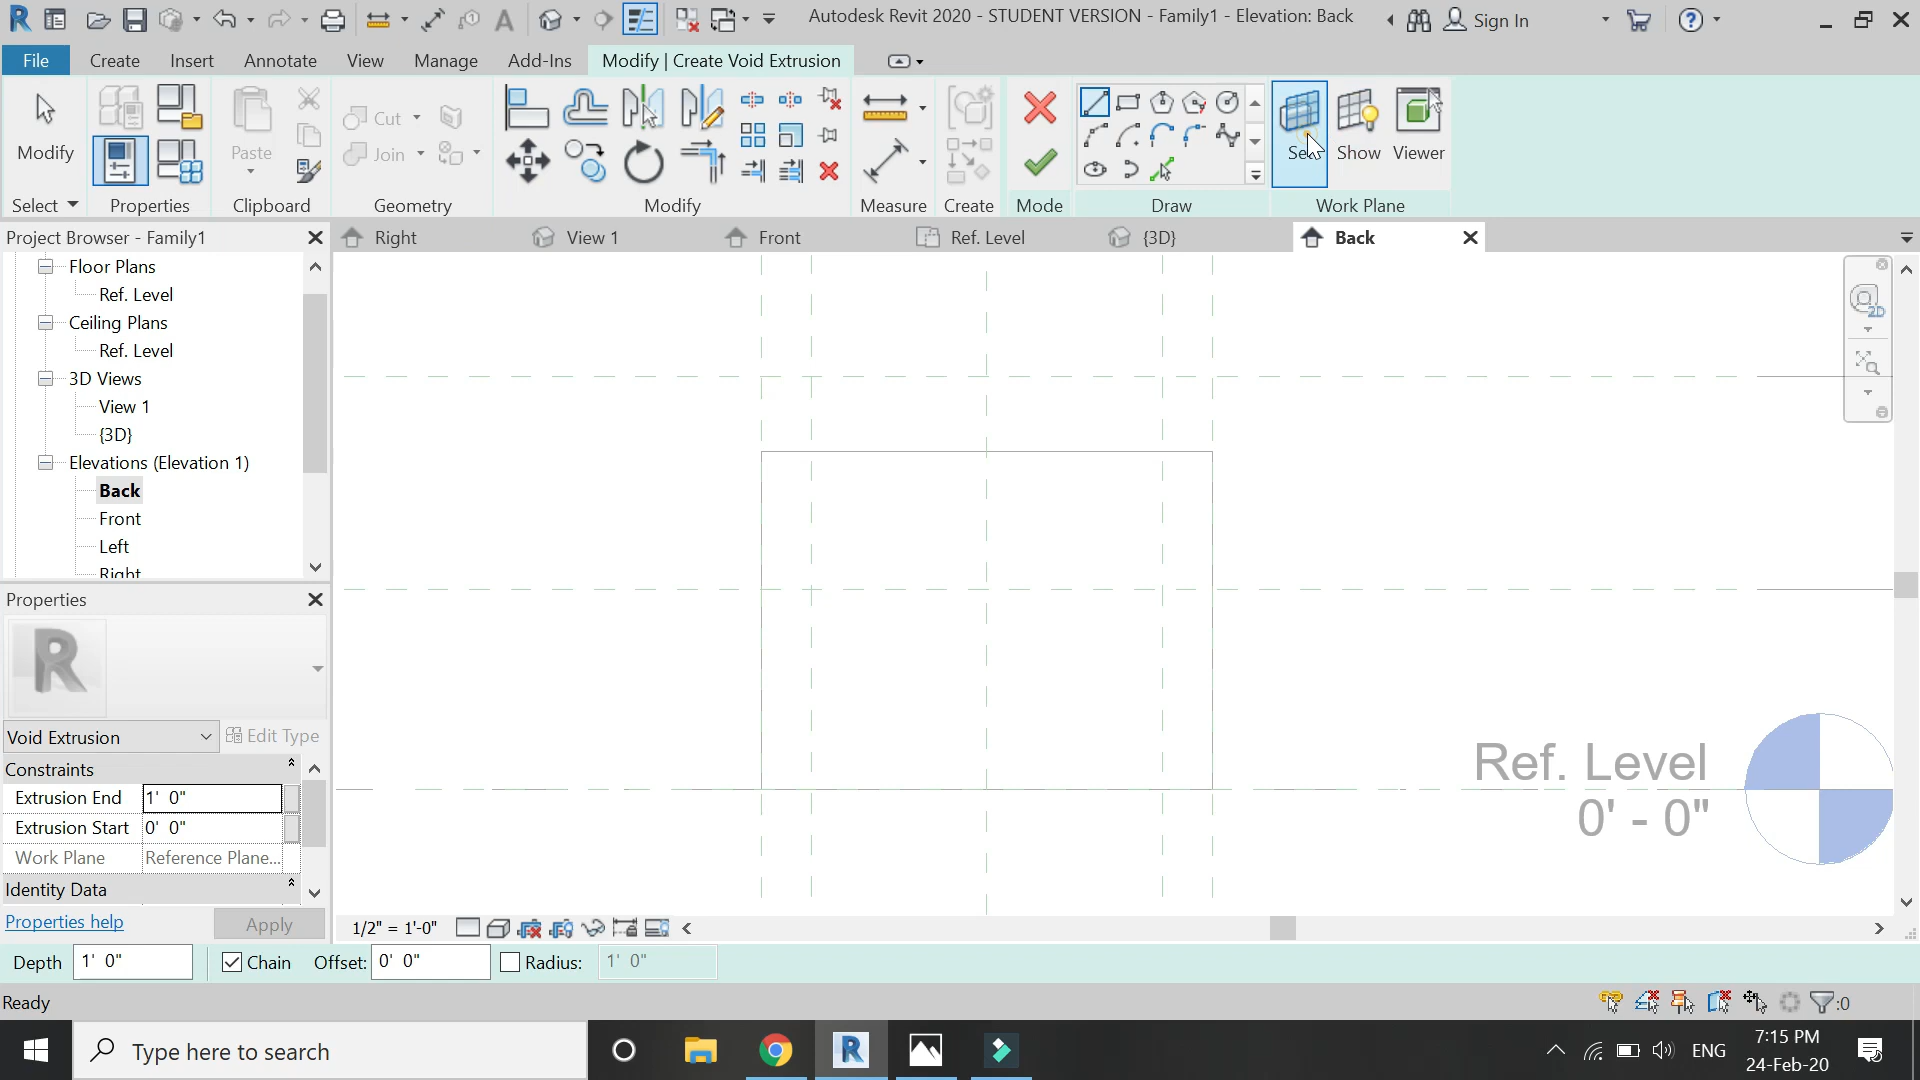 Autodesk Revit 2020 - STUDENT VERSION - Family1 - Elevation: Back
Sign In
File
Create
Insert
Annotate
View
Manage
Add-Ins
Modify | Create Void Extrusion
Modify
Paste
Cut
Join
Set
Show
Viewer
Select
Properties
Clipboard
Geometry
Modify
Measure
Create
Mode
Draw
Work Plane
Project Browser - Family1
Right
View 1
Front
Ref. Level
{3D}
Back
Floor Plans
Ref. Level
Ceiling Plans
Ref. Level
3D Views
View 1
{3D}
Elevations (Elevation 1)
Back
Front
Left
Right
Properties
R
Void Extrusion
Edit Type
Constraints
Extrusion End 1' 0"
Extrusion Start 0' 0"
Work Plane Reference Plane...
Identity Data
Properties help
Apply
2D
Ref. Level
0' - 0"
1/2" = 1'-0"
Depth 1' 0"
Chain
Offset: 0' 0"
Radius: 1' 0"
Ready
:0
Type here to search
ENG
7:15 PM
24-Feb-20